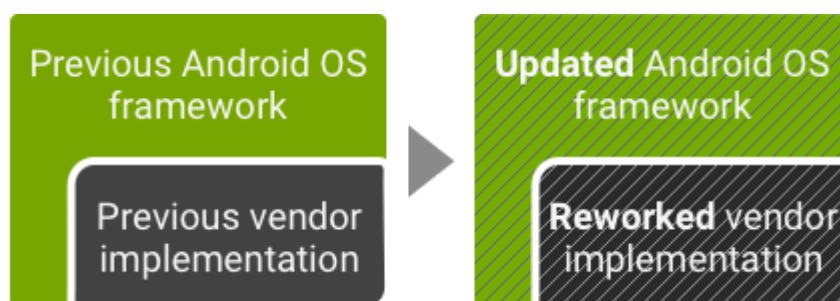 Previous Android OS
framework
Previous vendor
implementation
Updated Android OS
framework
Reworked vendor
implementation